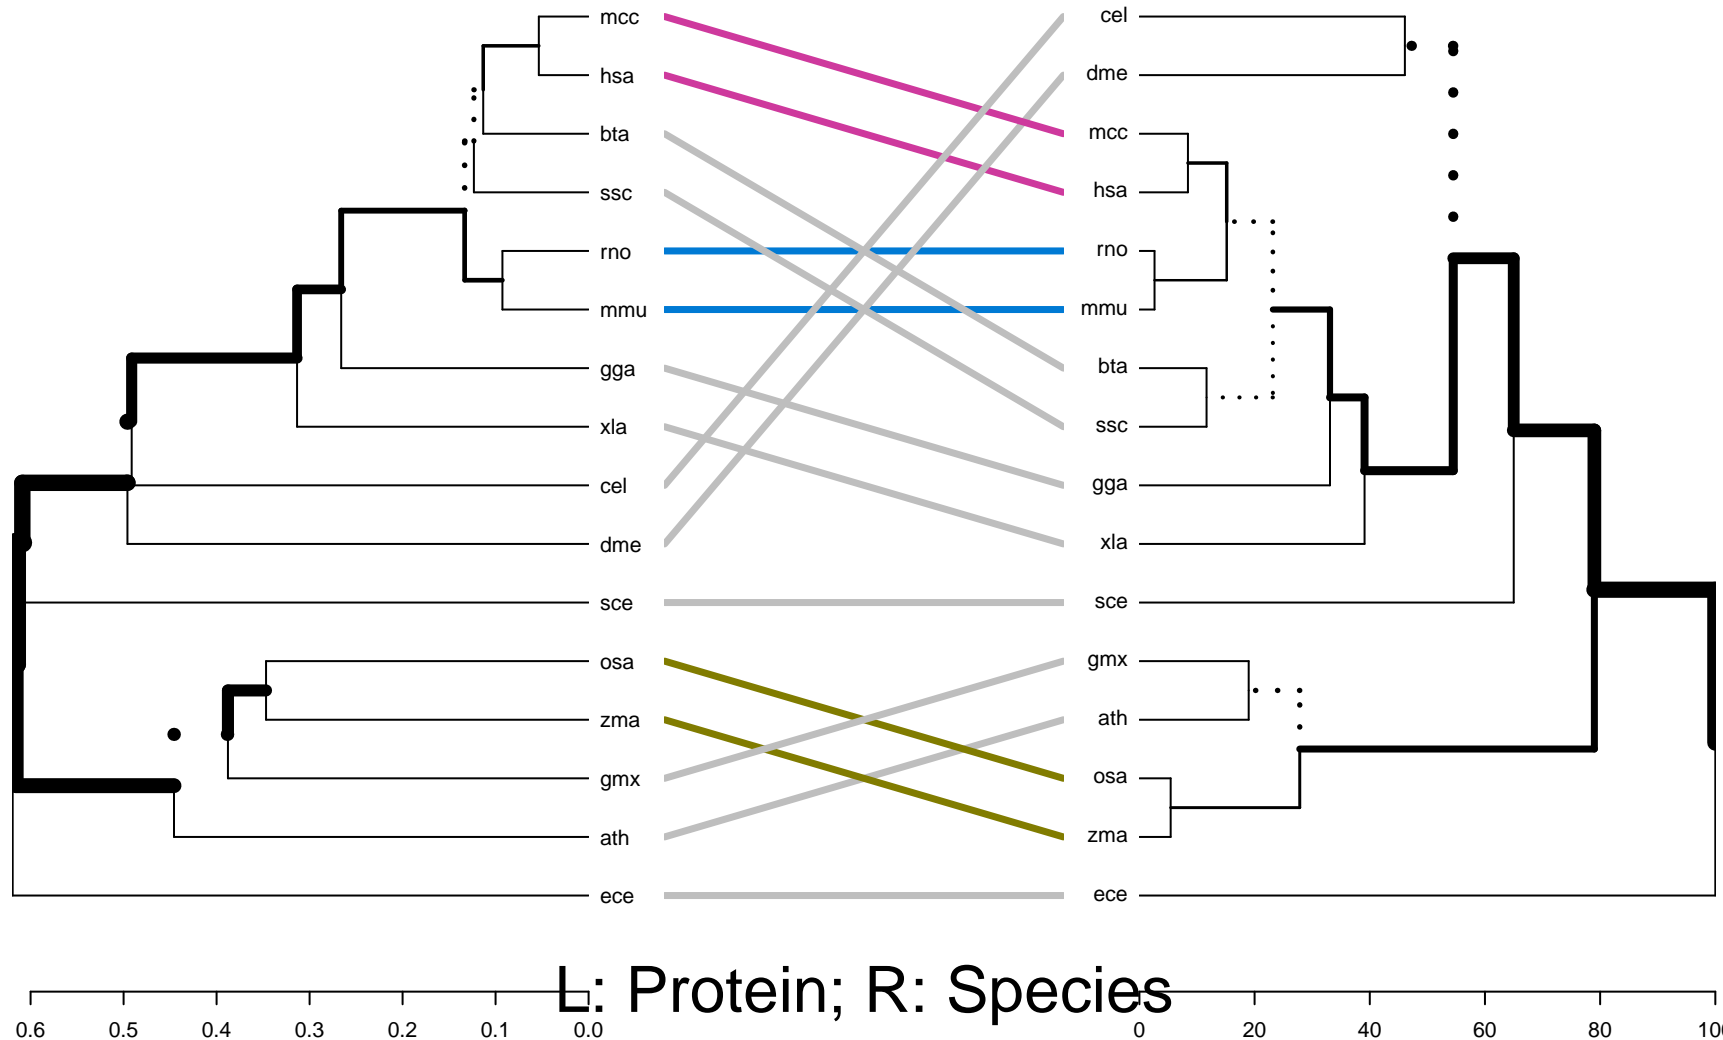 mcc cel
hsa dme
bta mcc
ssc hsa
rno rno
mmu mmu
gga bta
xla ssc
cel gga
dme xla
sce sce
osa gmx
zma ath
gmx osa
ath zma
ece ece
L: Protein; R: Species
0.6 0.5 0.4 0.3 0.2 0.1 0.0 0 20 40 60 80 10